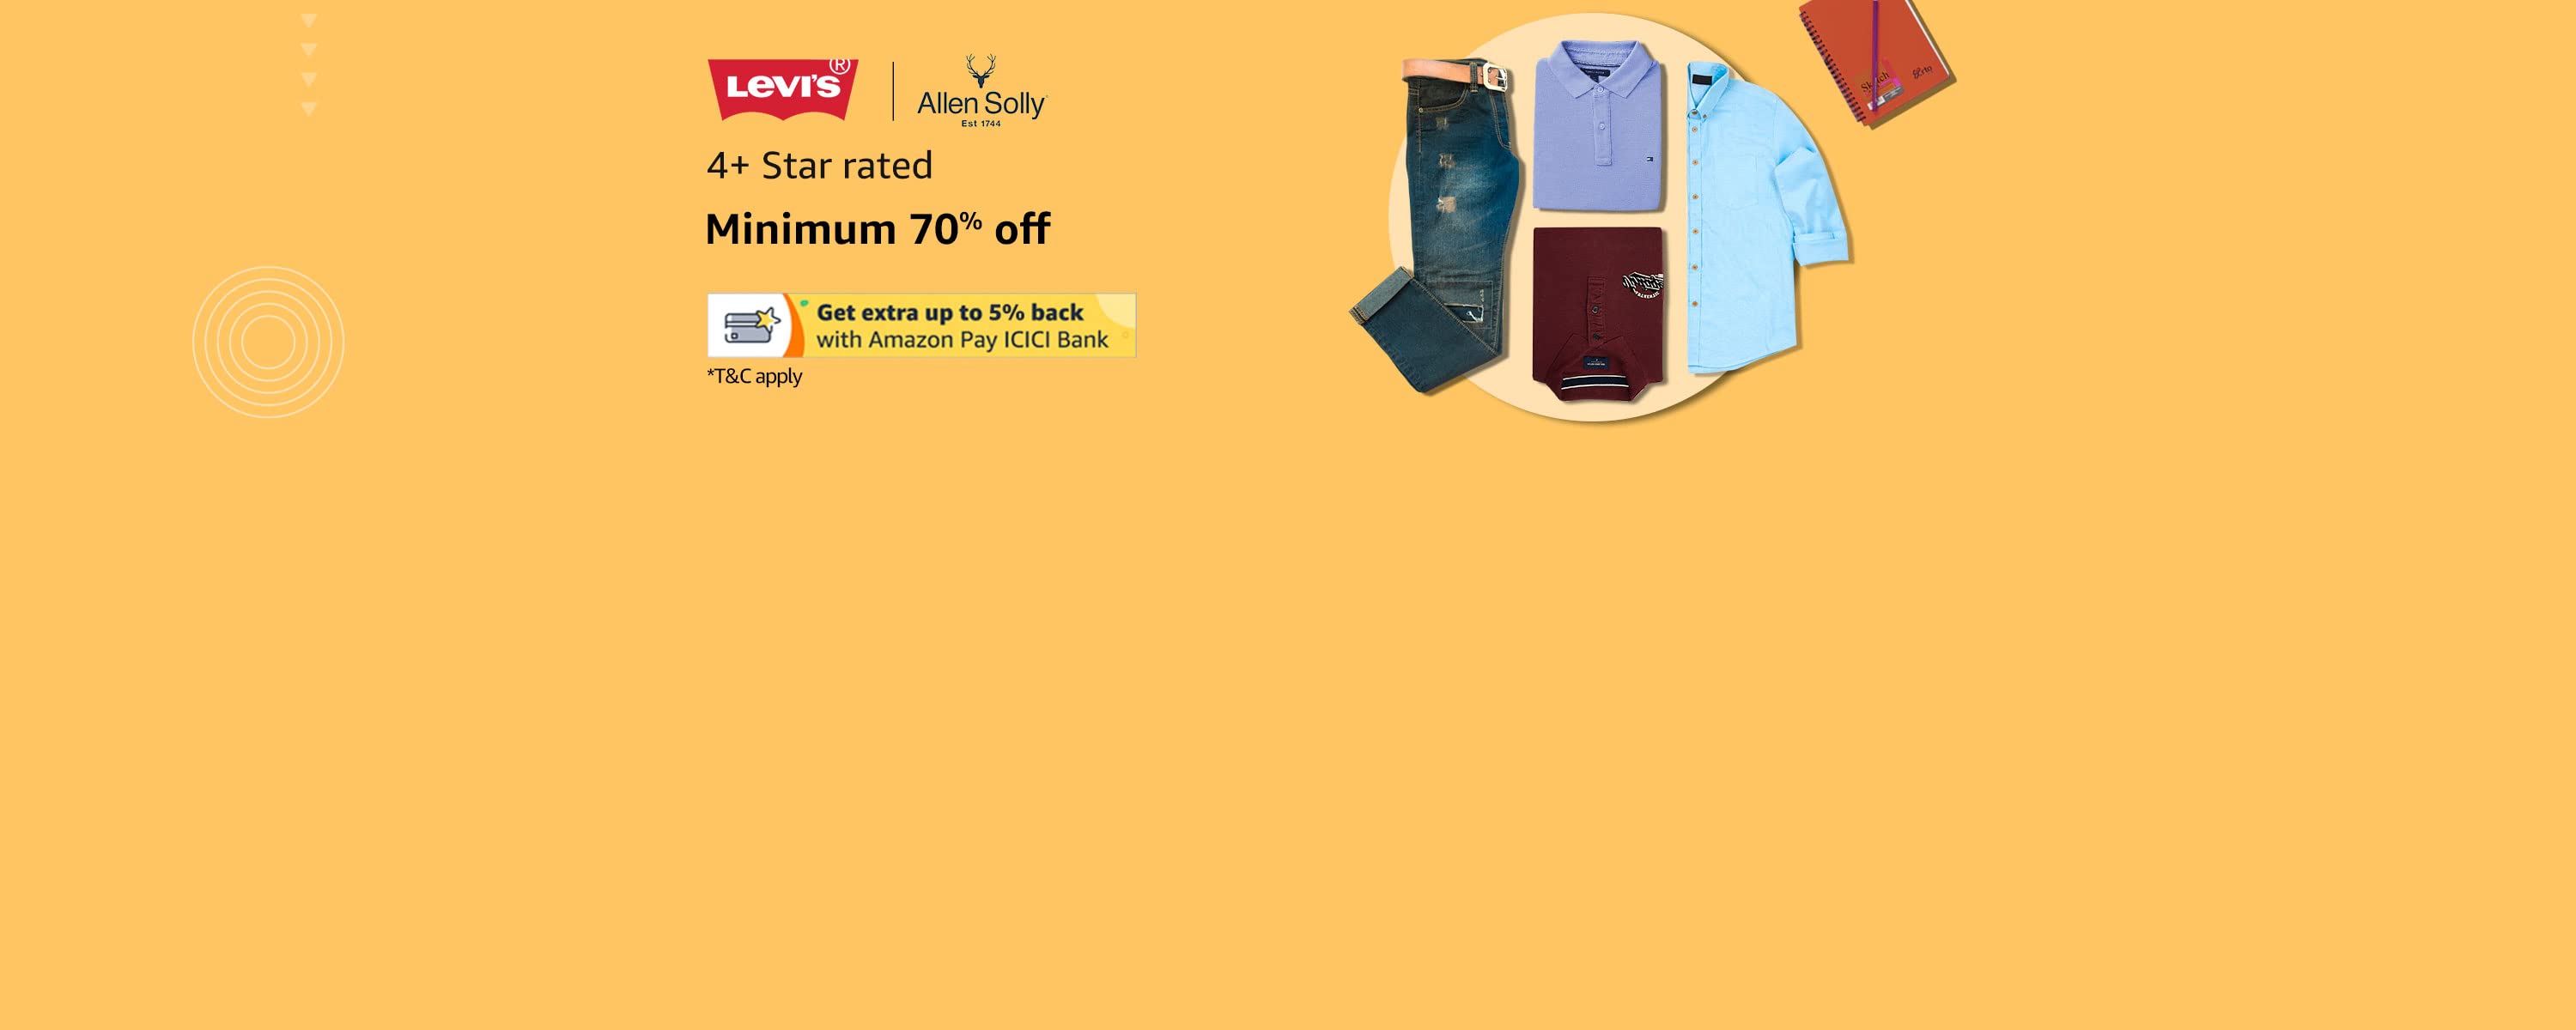 LEVI'S®
Allen Solly
Est 1744
4+ Star rated
Minimum 70% off
Get extra up to 5% back
with Amazon Pay ICICI Bank
*T&C apply
Sketch